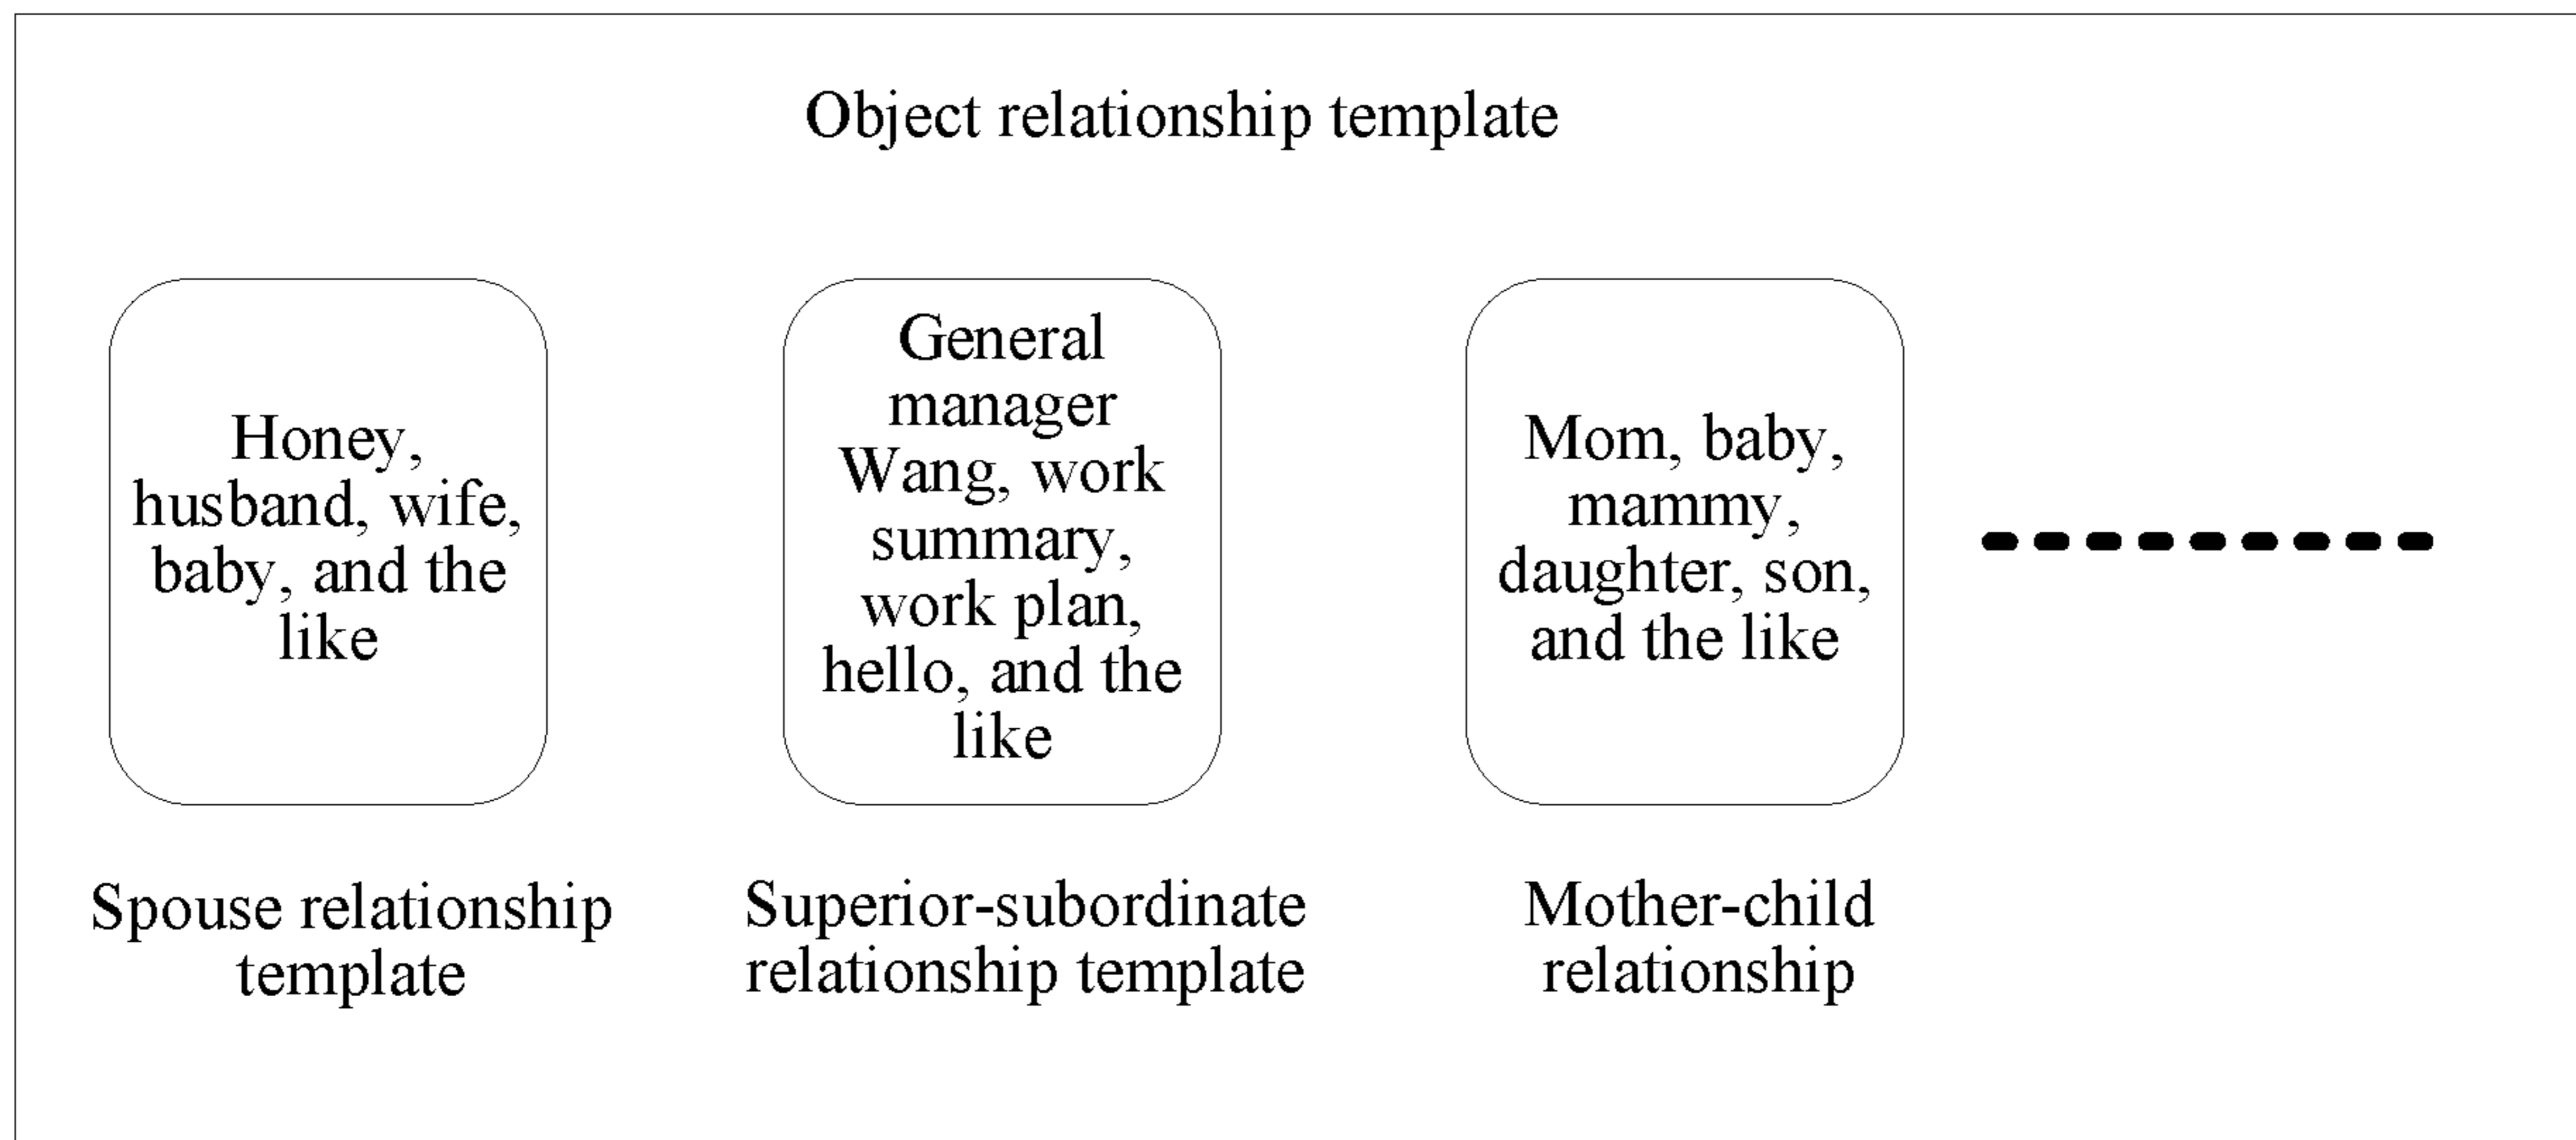 Object relationship template
Honey,
husband, wife,
baby, and the
like
General
manager
Wang, work
summary,
work plan,
hello, and the
like
Mom, baby,
mammy,
daughter, son,
and the like
Spouse relationship
template
Superior-subordinate
relationship template
Mother-child
relationship